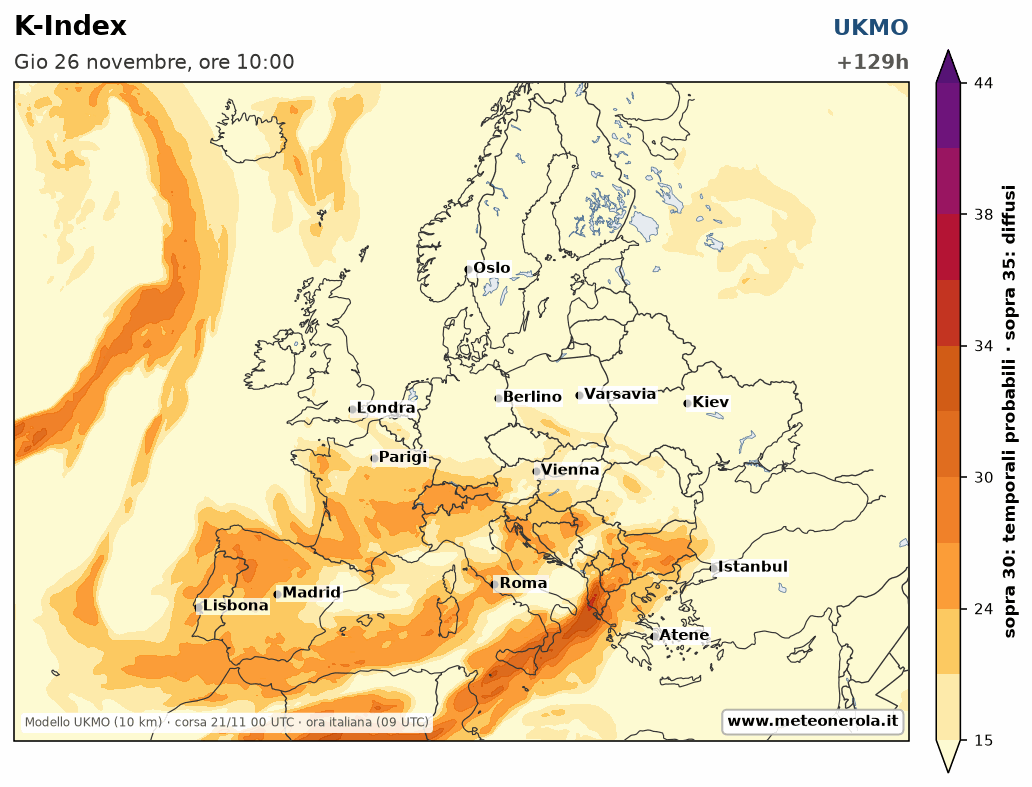 K-Index
UKMO
Gio 26 novembre, ore 10:00
+129h
44
38
34
30
24
15
sopra 30: temporali probabili · sopra 35: diffusi
Oslo
Berlino
Varsavia
Kiev
Londra
Parigi
Vienna
Istanbul
Roma
Madrid
Lisbona
Atene
Modello UKMO (10 km) · corsa 21/11 00 UTC · ora italiana (09 UTC)
www.meteonerola.it